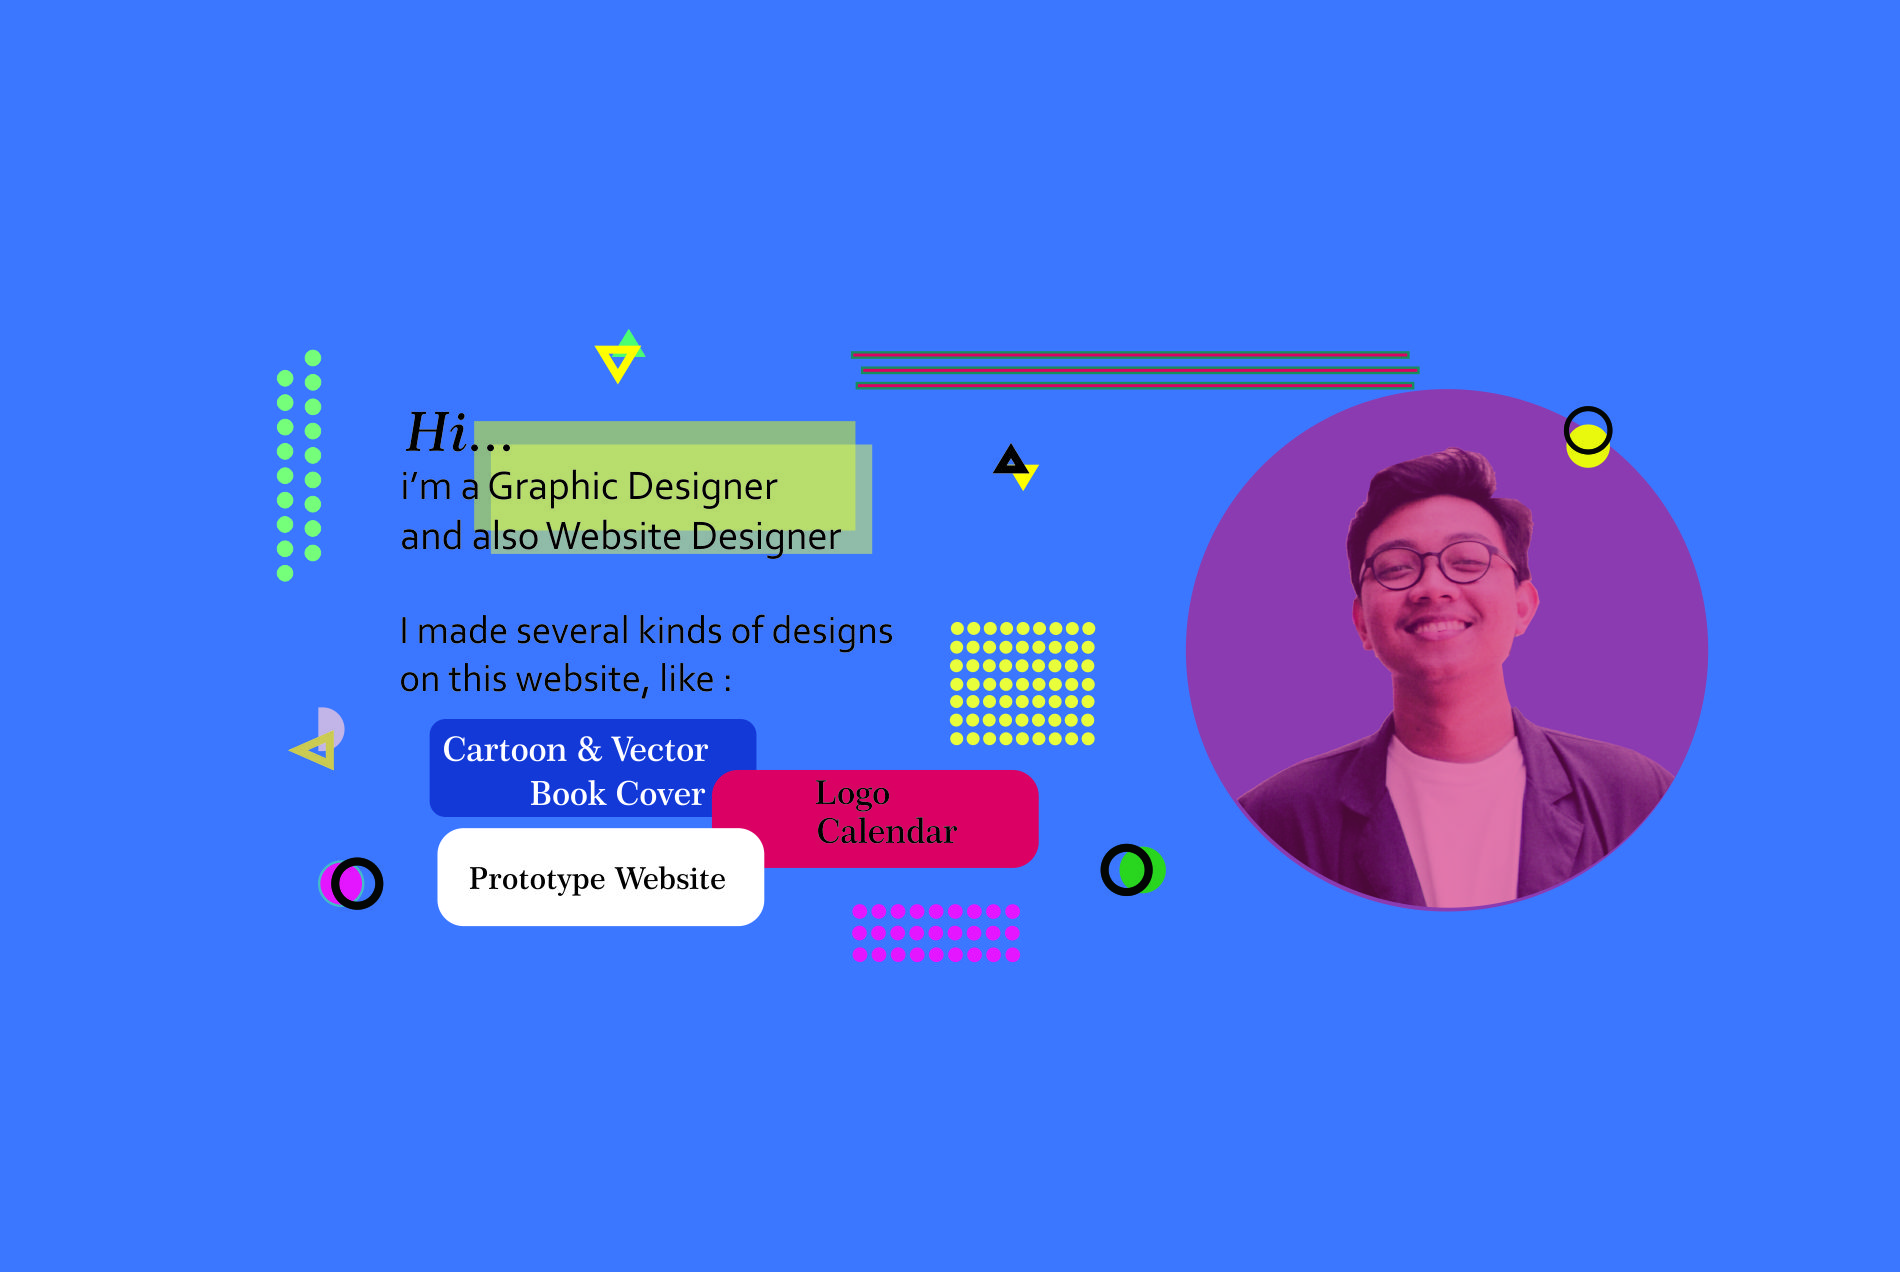 Hi...
i’m a Graphic Designer
and also Website Designer
I made several kinds of designs
on this website, like :
Cartoon & Vector
Book Cover
Logo
Calendar
Prototype Website